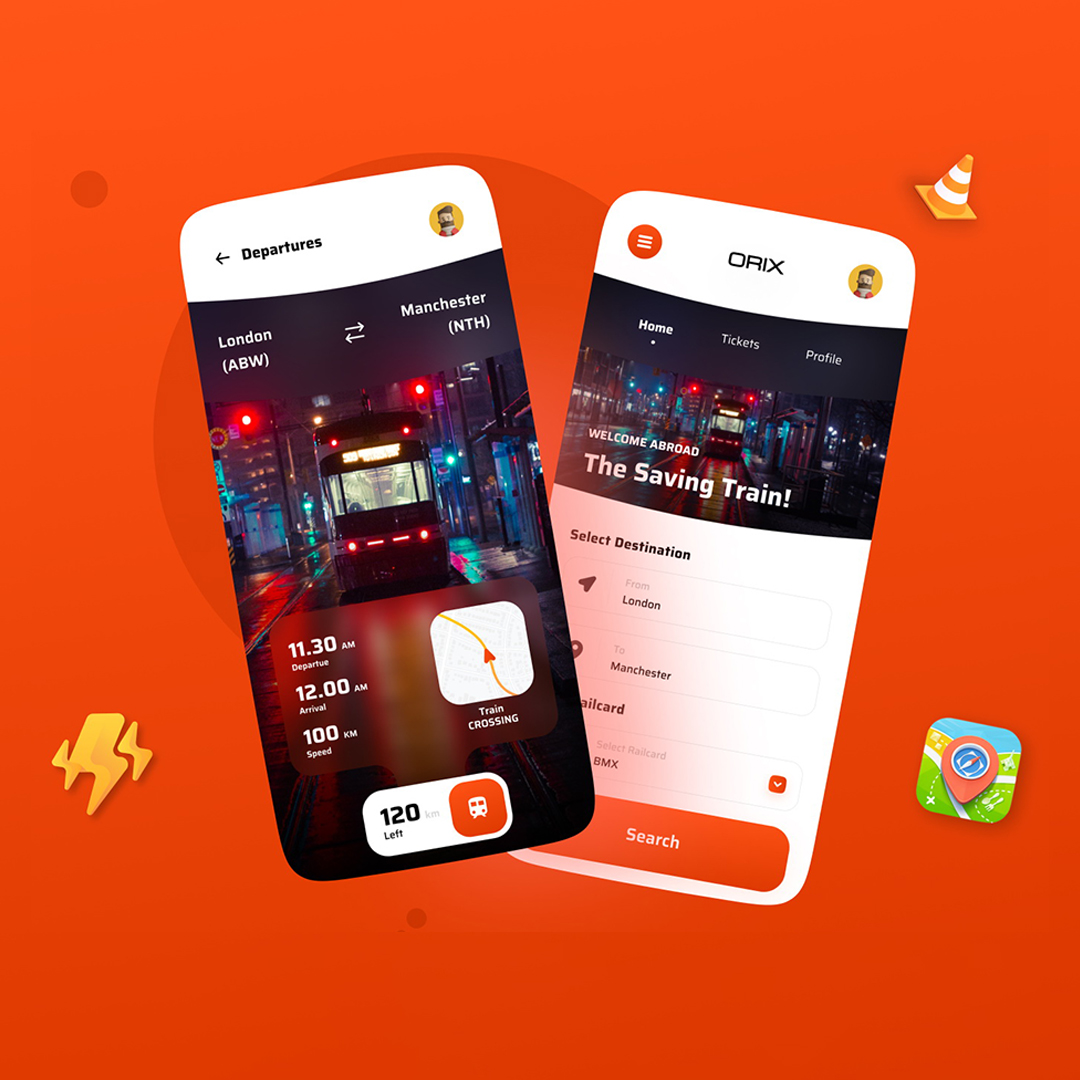 Departures
London
(ABW)
Manchester
(NTH)
11.30 AM
Departue
12.00 AM
Arrival
100 KM
Speed
Train
CROSSING
120 km
Left
ORIX
Home
Tickets
Profile
WELCOME ABROAD
The Saving Train!
Select Destination
From
London
To
Manchester
ailcard
Select Railcard
BMX
Search